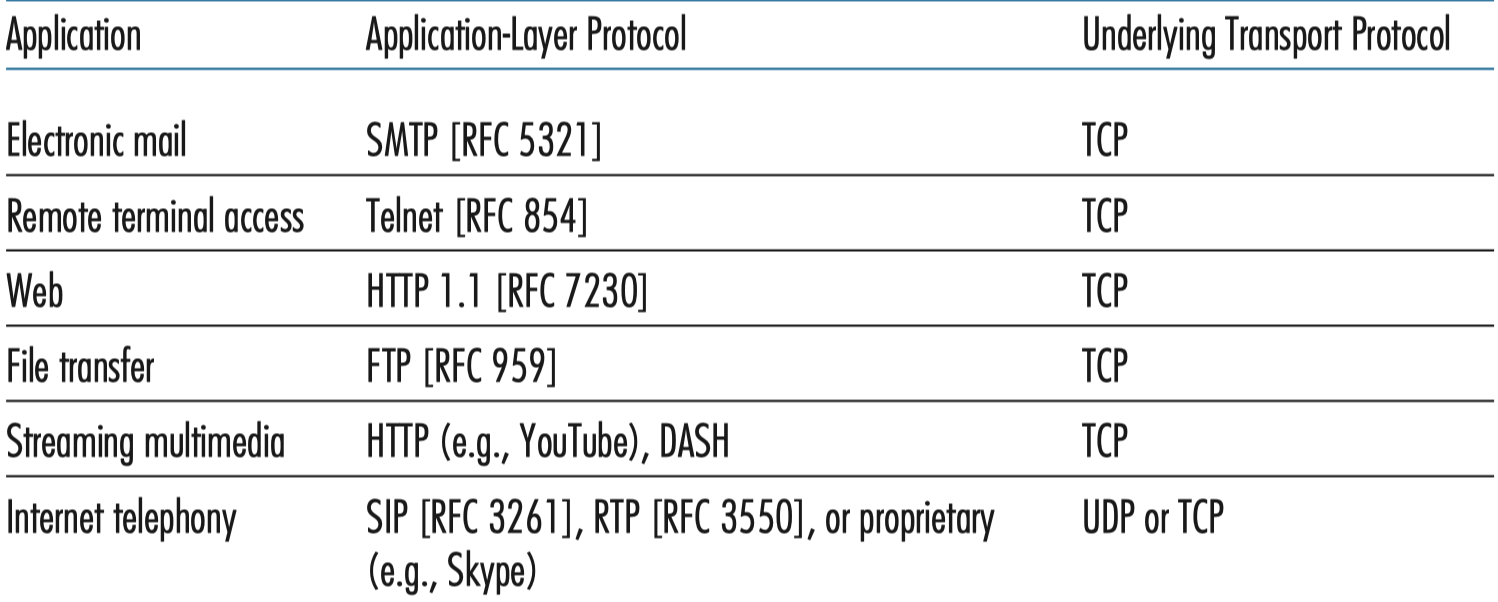 Application Application-Layer Protocol Underlying Transport Protocol
Electronic mail SMTP [RFC 5321] TCP
Remote terminal access Telnet [RFC 854] TCP
Web HTTP 1.1 [RFC 7230] TCP
File transfer FTP [RFC 959] TCP
Streaming multimedia HTTP (e.g., YouTube), DASH TCP
Internet telephony SIP [RFC 3261], RTP [RFC 3550], or proprietary UDP or TCP
(e.g., Skype)